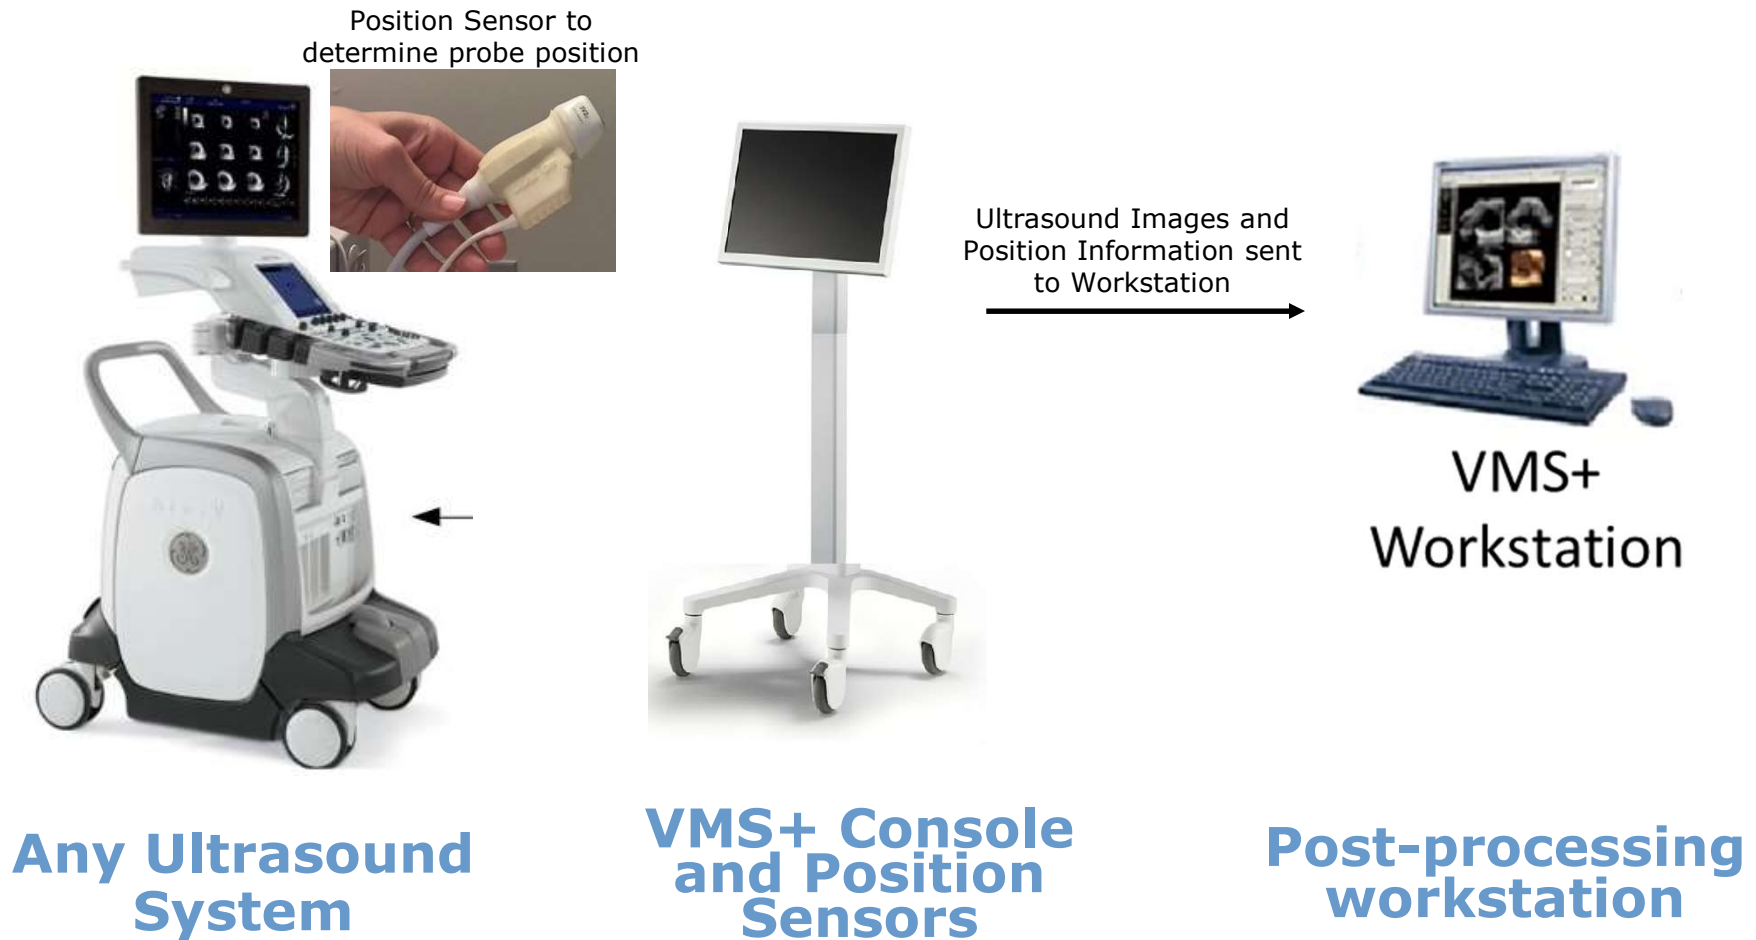 Position Sensor to
determine probe position
Ultrasound Images and
Position Information sent
to Workstation
VMS+
Workstation
Any Ultrasound
System
VMS+ Console
and Position
Sensors
Post-processing
workstation